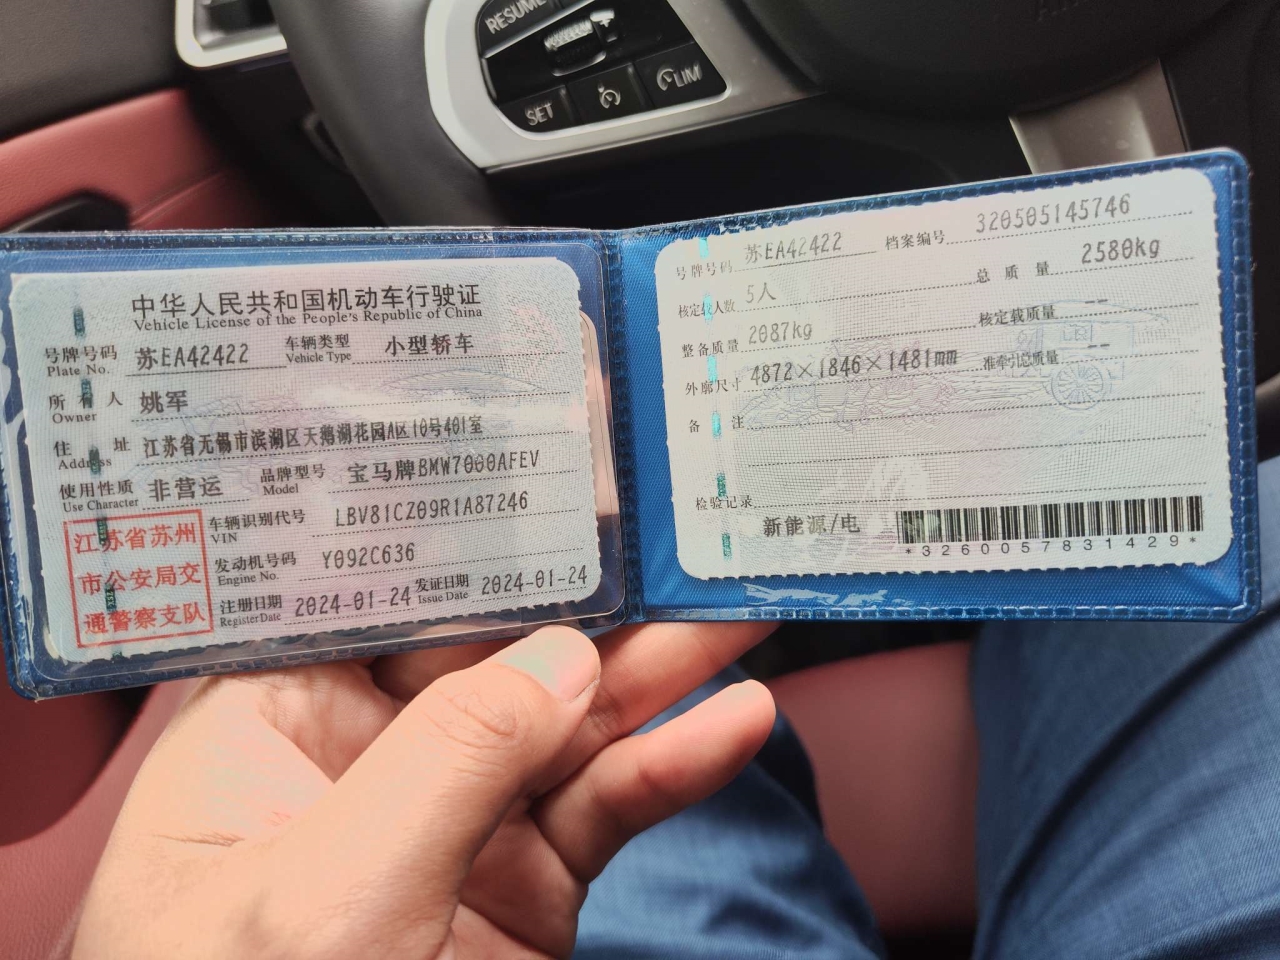 RESUME
SET
LIM
中华人民共和国机动车行驶证
Vehicle License of the People's Republic of China
号牌号码 苏EA42422 车辆类型 小型轿车
Plate No. Vehicle Type
所有人 姚军
Owner
住址 江苏省无锡市滨湖区天鹅湖花园A区10号401室
Address
使用性质 非营运 品牌型号 宝马牌BMW7000AFEV
Use Character Model
江苏省苏州
市公安局交
通警察支队
车辆识别代号 LBV81CZ09R1A87246
VIN
发动机号码 Y092C636
Engine No.
注册日期 2024-01-24 发证日期 2024-01-24
Register Date Issue Date
号牌号码 苏EA42422 档案编号 320505145746
核定载人数 5人 总质量 2580kg
整备质量 2087kg 核定载质量 --
外廓尺寸 4872×1846×1481mm 准牵引总质量 --
备注
检验记录
新能源/电
*3260057831429*